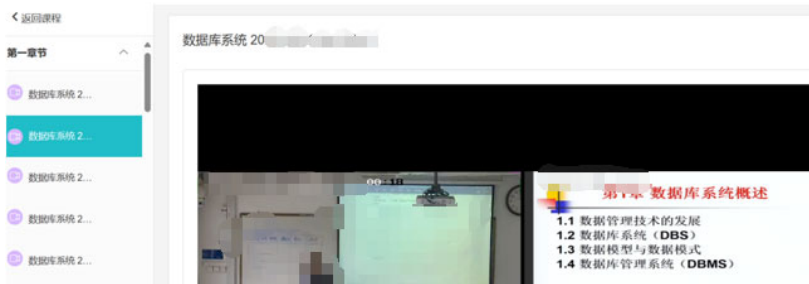 返回课程
第一章节
数据库系统 2...
数据库系统 2...
数据库系统 2...
数据库系统 2...
数据库系统 2...
数据库系统 20
第1章 数据库系统概述
1.1 数据管理技术的发展
1.2 数据库系统（DBS）
1.3 数据模型与数据模式
1.4 数据库管理系统（DBMS）